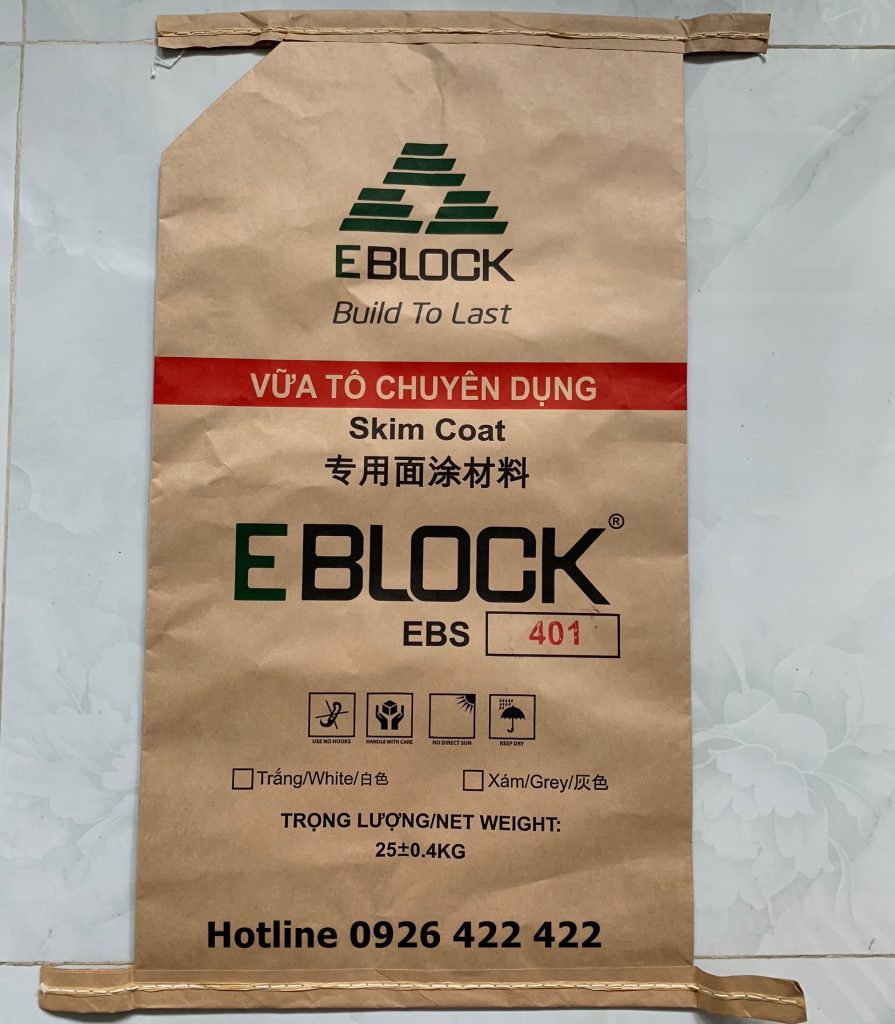 EBLOCK
Build To Last
VỮA TÔ CHUYÊN DỤNG
Skim Coat
专用面涂材料
EBLOCK®
EBS 401
USE NO HOOKS HANDLE WITH CARE NO DIRECT SUN KEEP DRY
Trắng/White/白色 Xám/Grey/灰色
TRỌNG LƯỢNG/NET WEIGHT:
25±0.4KG
Hotline 0926 422 422